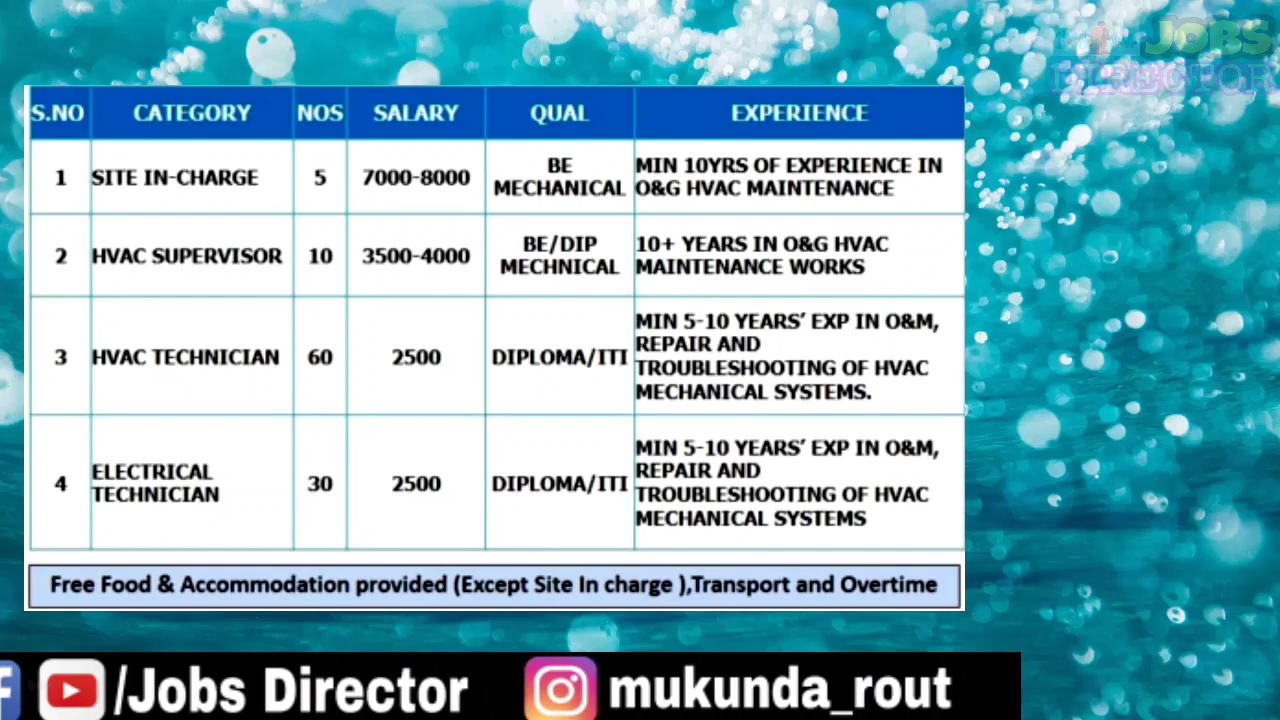 JOBS
DIRECTOR
S.NO CATEGORY NOS SALARY QUAL EXPERIENCE
1 SITE IN-CHARGE 5 7000-8000 BE MECHANICAL MIN 10YRS OF EXPERIENCE IN
O&G HVAC MAINTENANCE
2 HVAC SUPERVISOR 10 3500-4000 BE/DIP MECHNICAL 10+ YEARS IN O&G HVAC
MAINTENANCE WORKS
3 HVAC TECHNICIAN 60 2500 DIPLOMA/ITI MIN 5-10 YEARS’ EXP IN O&M,
REPAIR AND
TROUBLESHOOTING OF HVAC
MECHANICAL SYSTEMS.
4 ELECTRICAL TECHNICIAN 30 2500 DIPLOMA/ITI MIN 5-10 YEARS’ EXP IN O&M,
REPAIR AND
TROUBLESHOOTING OF HVAC
MECHANICAL SYSTEMS
Free Food & Accommodation provided (Except Site In charge ),Transport and Overtime
/Jobs Director mukunda_rout